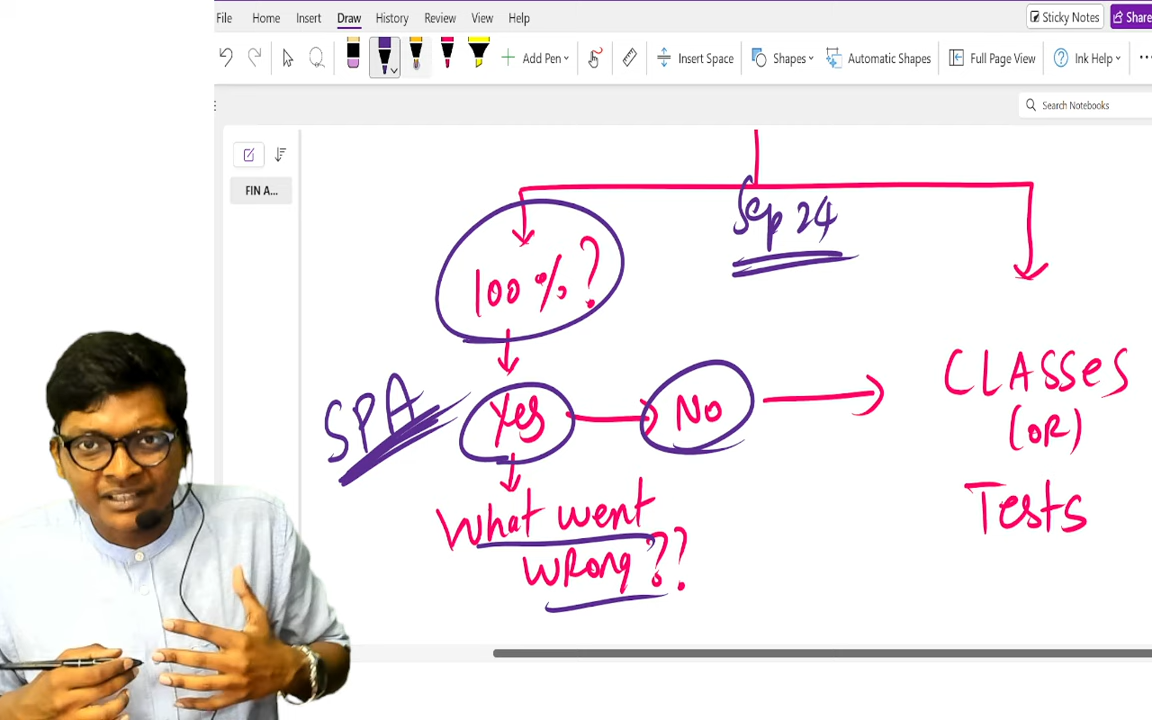 File Home Insert Draw History Review View Help
Sticky Notes
Share
Add Pen
Insert Space
Shapes
Automatic Shapes
Full Page View
Ink Help
Search Notebooks
FIN A...
Sep 24
100%?
SPA
Yes
No
CLASSES
(OR)
Tests
What went
wrong??